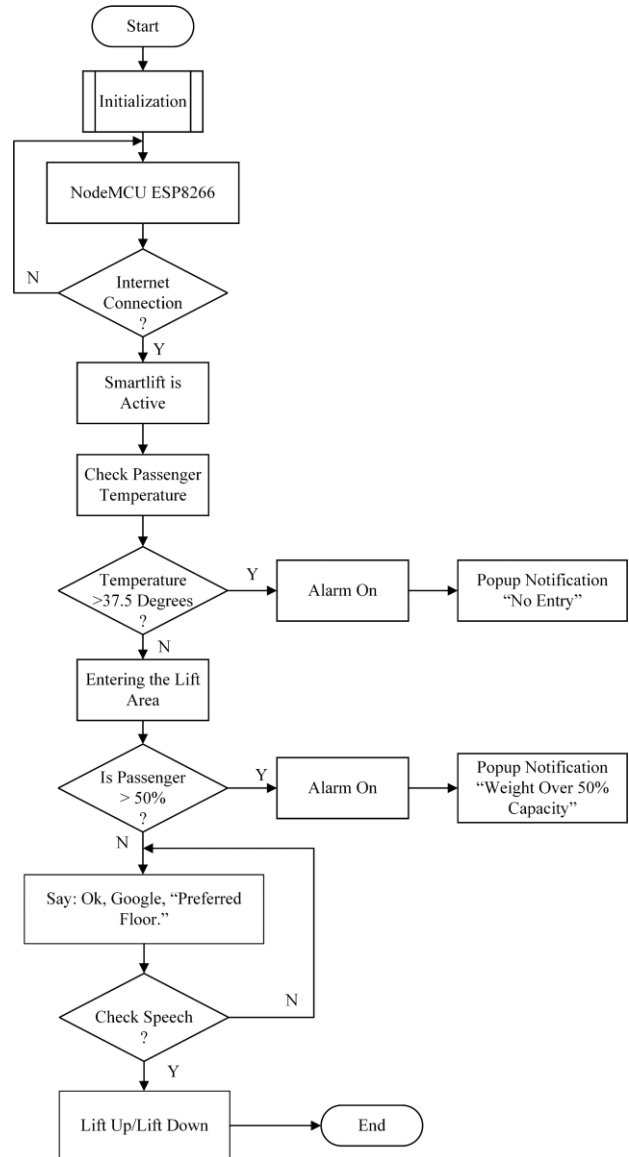 Start
Initialization
NodeMCU ESP8266
N
Internet
Connection
?
Y
Smartlift is
Active
Check Passenger
Temperature
Temperature
>37.5 Degrees
?
Y
Alarm On
Popup Notification
“No Entry”
N
Entering the Lift
Area
Is Passenger
> 50%
?
Y
Alarm On
Popup Notification
“Weight Over 50%
Capacity”
N
Say: Ok, Google, “Preferred
Floor.”
Check Speech
?
N
Y
Lift Up/Lift Down
End